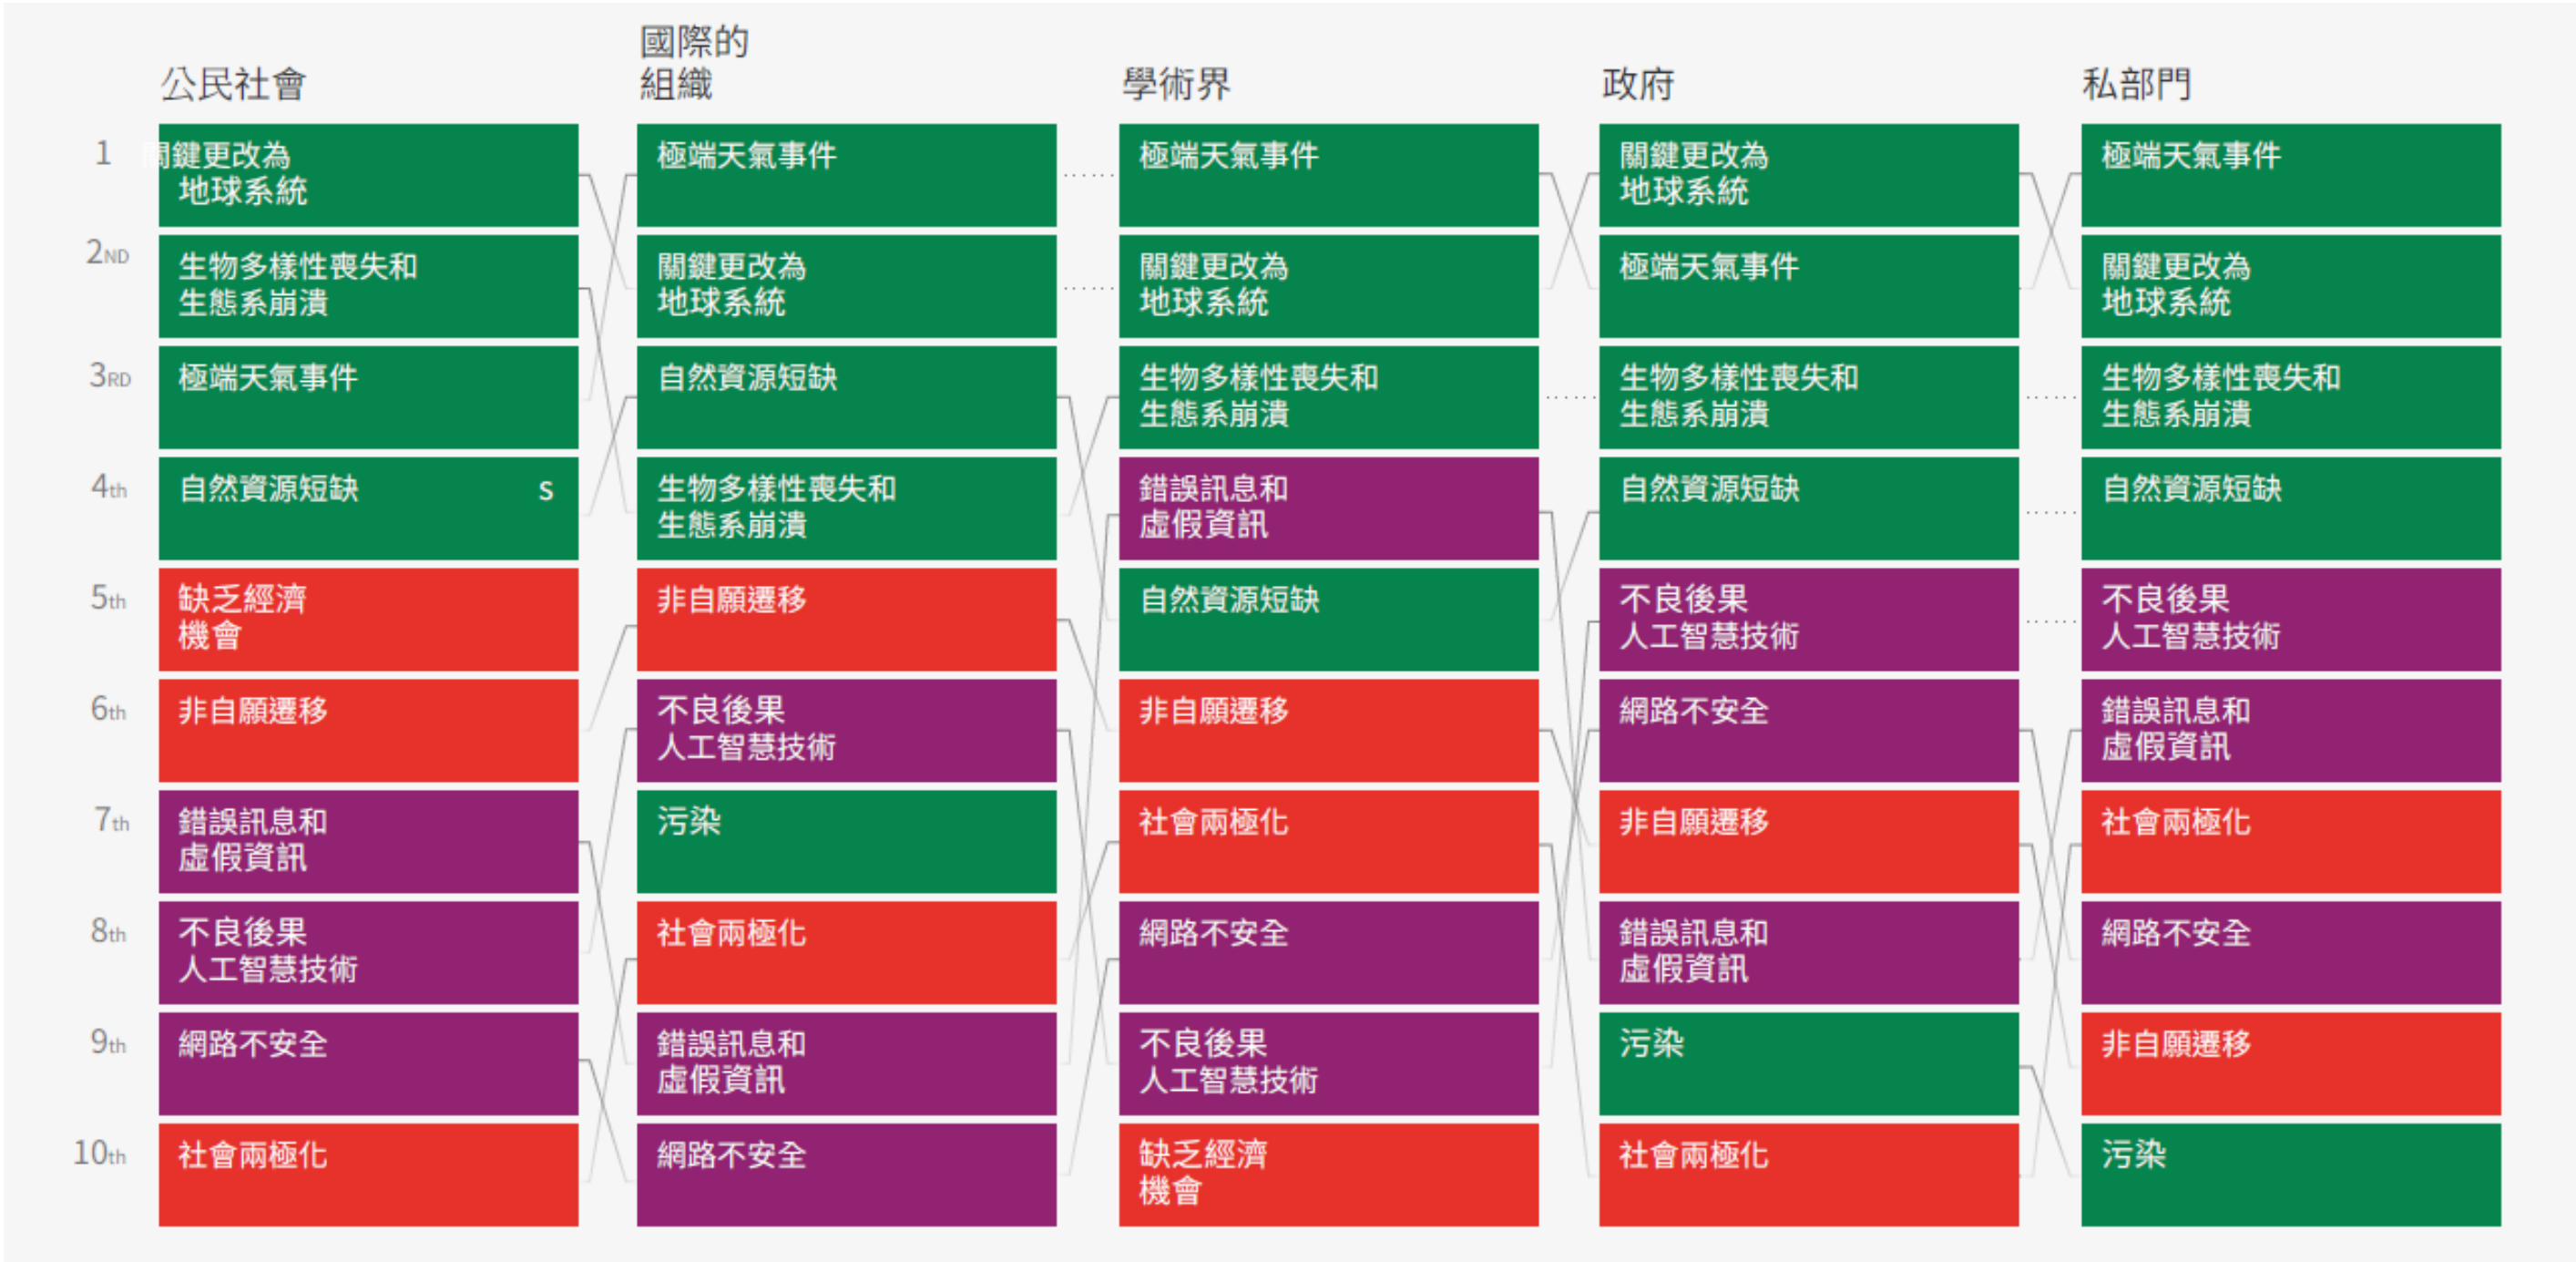 公民社會
國際的
組織
學術界
政府
私部門
1
關鍵更改為
地球系統
極端天氣事件
極端天氣事件
關鍵更改為
地球系統
極端天氣事件
2ND
生物多樣性喪失和
生態系崩潰
關鍵更改為
地球系統
關鍵更改為
地球系統
極端天氣事件
關鍵更改為
地球系統
3RD
極端天氣事件
自然資源短缺
生物多樣性喪失和
生態系崩潰
生物多樣性喪失和
生態系崩潰
生物多樣性喪失和
生態系崩潰
4th
自然資源短缺 s
生物多樣性喪失和
生態系崩潰
錯誤訊息和
虛假資訊
自然資源短缺
自然資源短缺
5th
缺乏經濟
機會
非自願遷移
自然資源短缺
不良後果
人工智慧技術
不良後果
人工智慧技術
6th
非自願遷移
不良後果
人工智慧技術
非自願遷移
網路不安全
錯誤訊息和
虛假資訊
7th
錯誤訊息和
虛假資訊
污染
社會兩極化
非自願遷移
社會兩極化
8th
不良後果
人工智慧技術
社會兩極化
網路不安全
錯誤訊息和
虛假資訊
網路不安全
9th
網路不安全
錯誤訊息和
虛假資訊
不良後果
人工智慧技術
污染
非自願遷移
10th
社會兩極化
網路不安全
缺乏經濟
機會
社會兩極化
污染